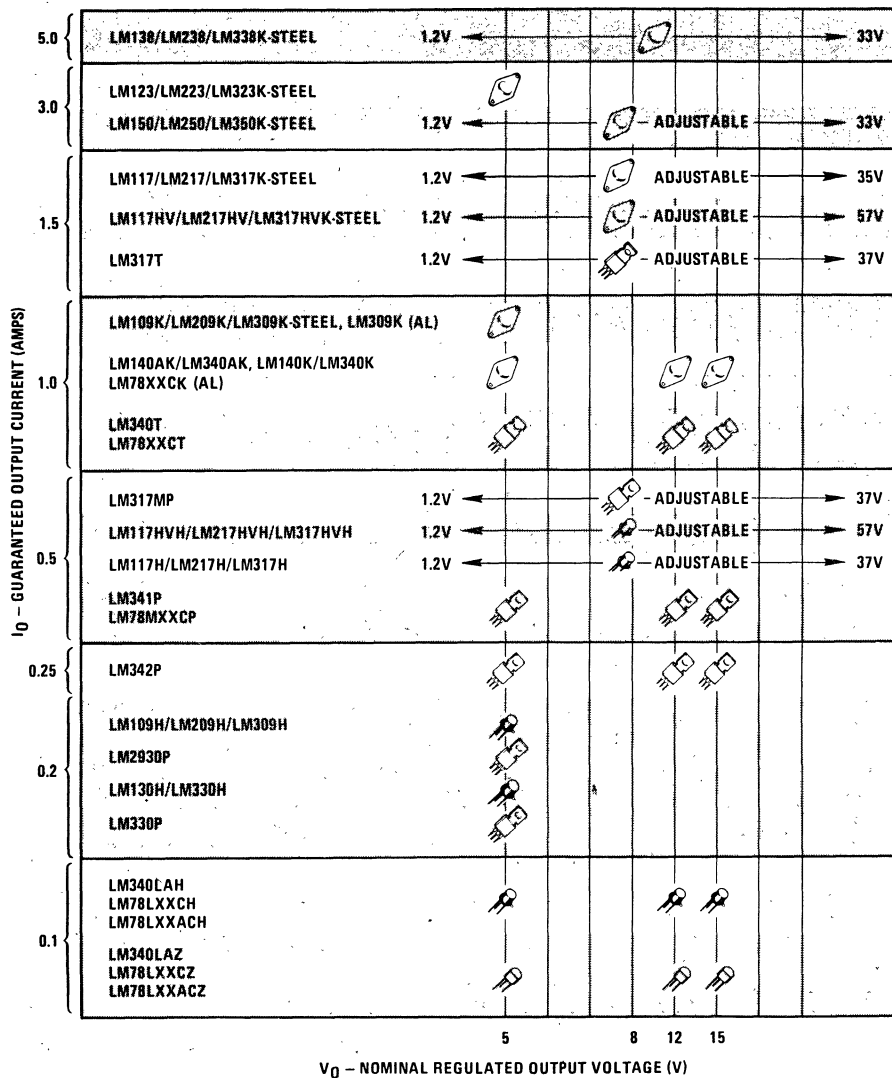 5.0 LM138/LM238/LM338K-STEEL 1.2V 33V
3.0
LM123/LM223/LM323K-STEEL
LM150/LM250/LM350K-STEEL 1.2V ADJUSTABLE 33V
1.5
LM117/LM217/LM317K-STEEL 1.2V ADJUSTABLE 35V
LM117HV/LM217HV/LM317HVK-STEEL 1.2V ADJUSTABLE 57V
LM317T 1.2V ADJUSTABLE 37V
I0 – GUARANTEED OUTPUT CURRENT (AMPS)
1.0
LM109K/LM209K/LM309K-STEEL, LM309K (AL)
LM140AK/LM340AK, LM140K/LM340K
LM78XXCK (AL)
LM340T
LM78XXCT
0.5
LM317MP 1.2V ADJUSTABLE 37V
LM117HVH/LM217HVH/LM317HVH 1.2V ADJUSTABLE 57V
LM117H/LM217H/LM317H 1.2V ADJUSTABLE 37V
LM341P
LM78MXXCP
0.25 LM342P
0.2
LM109H/LM209H/LM309H
LM2930P
LM130H/LM330H
LM330P
0.1
LM340LAH
LM78LXXCH
LM78LXXACH
LM340LAZ
LM78LXXCZ
LM78LXXACZ
5 8 12 15
V0 – NOMINAL REGULATED OUTPUT VOLTAGE (V)